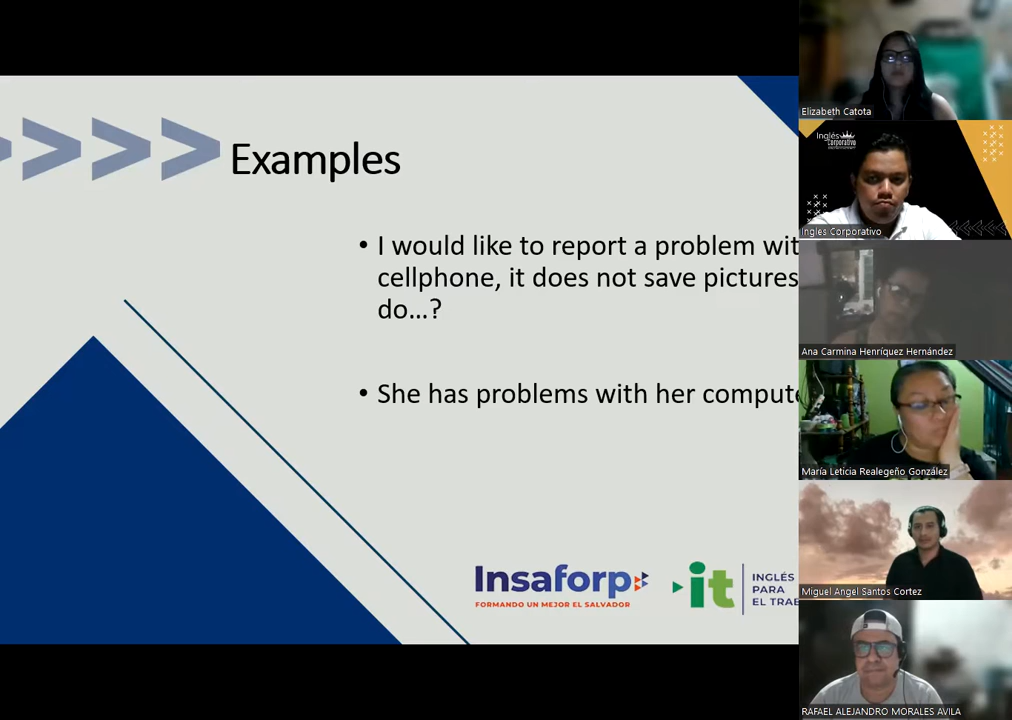 Examples
• I would like to report a problem wit
cellphone, it does not save pictures
do...?
• She has problems with her compute
Insaforp
FORMANDO UN MEJOR EL SALVADOR
it
INGLÉS
PARA
EL TRA
Elizabeth Catota
Inglés
Corporativo
Ingles Corporativo
Ana Carmina Henríquez Hernández
María Leticia Realegeño González
Miguel Angel Santos Cortez
RAFAEL ALEJANDRO MORALES AVILA